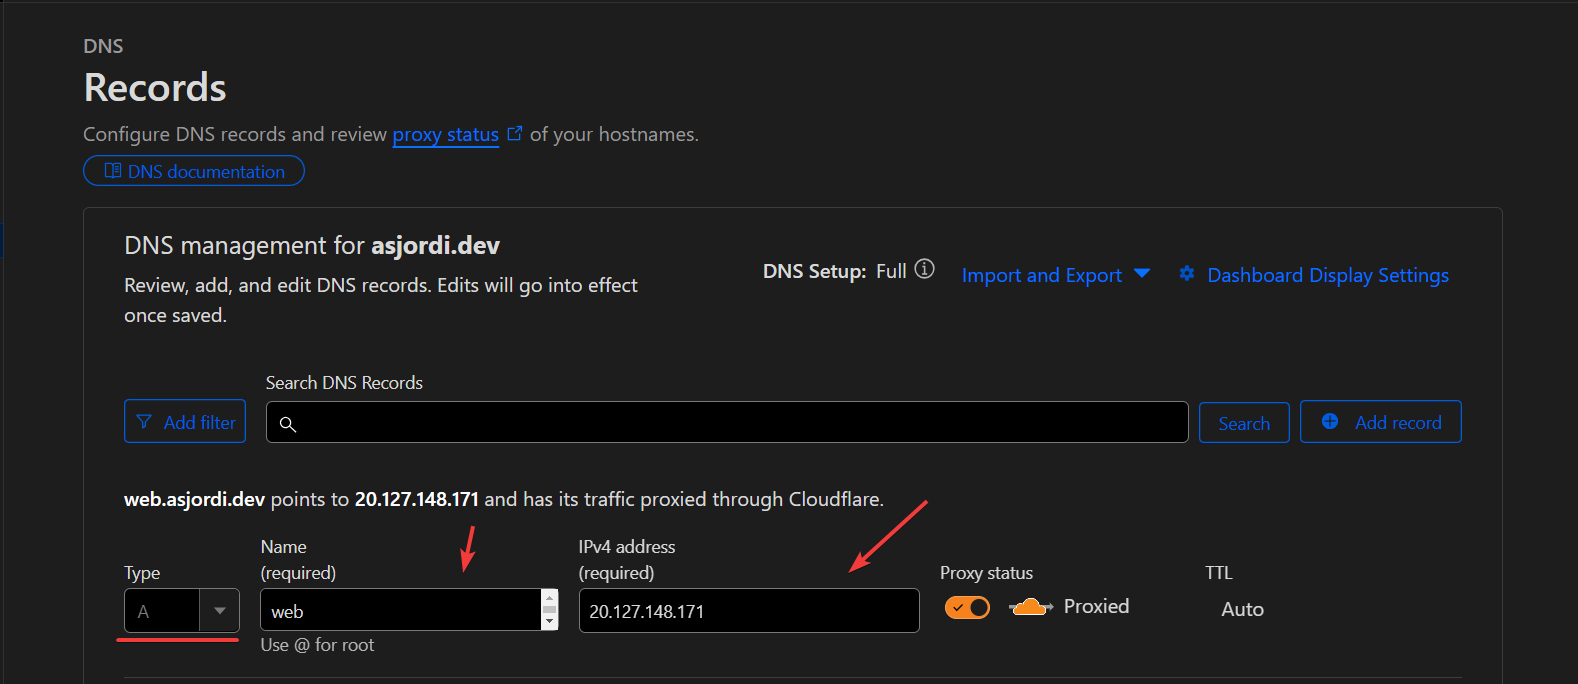 DNS
Records
Configure DNS records and review proxy status of your hostnames.
DNS documentation
DNS management for asjordi.dev
Review, add, and edit DNS records. Edits will go into effect
once saved.
DNS Setup: Full
Import and Export
Dashboard Display Settings
Search DNS Records
Add filter
Search
Add record
web.asjordi.dev points to 20.127.148.171 and has its traffic proxied through Cloudflare.
Type
Name
(required)
IPv4 address
(required)
Proxy status
TTL
A
web
20.127.148.171
Proxied
Auto
Use @ for root